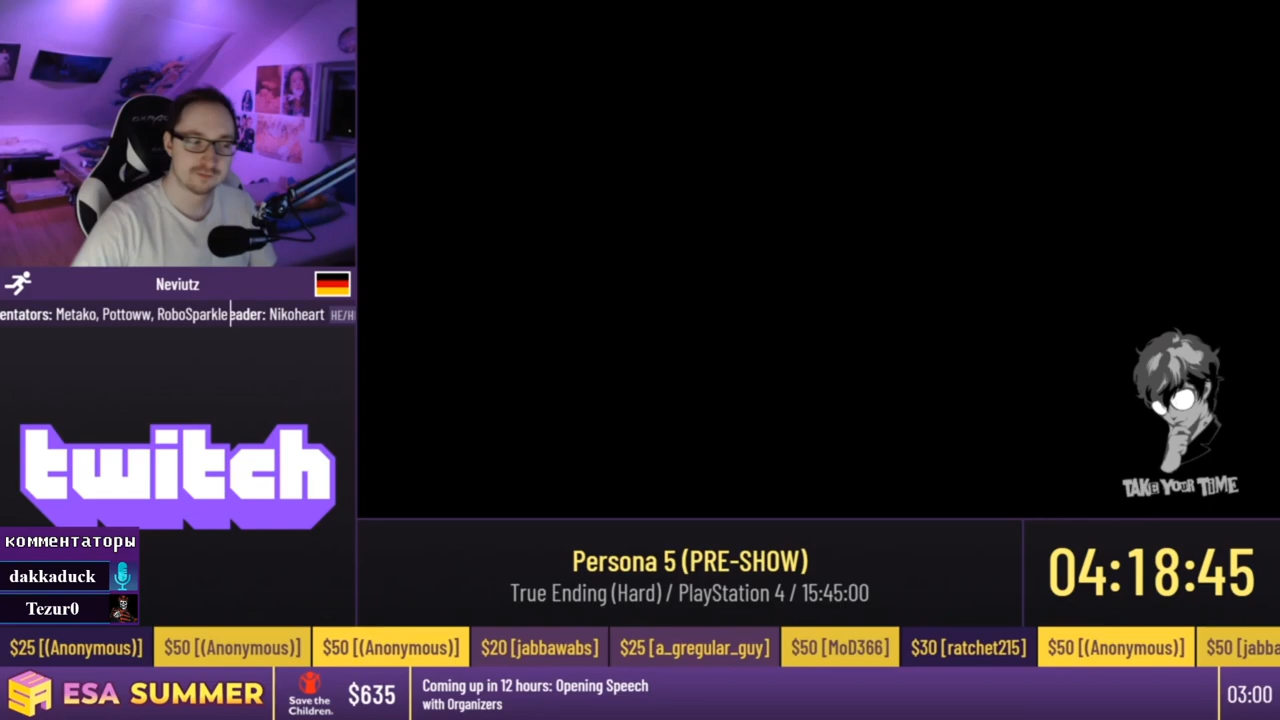 Neviutz
entators: Metako, Pottoww, RoboSparkle
eader: Nikoheart HE/H
twitch
комментаторы
dakkaduck
Tezur0
TAKE YOUR TIME
Persona 5 (PRE-SHOW)
True Ending (Hard) / PlayStation 4 / 15:45:00
04:18:45
$25 [(Anonymous)]
$50 [(Anonymous)]
$50 [(Anonymous)]
$20 [jabbawabs]
$25 [a_gregular_guy]
$50 [MoD366]
$30 [ratchet215]
$50 [(Anonymous)]
$50 [jabba
ESA SUMMER
Save the
Children.
$635
Coming up in 12 hours: Opening Speech
with Organizers
03:00